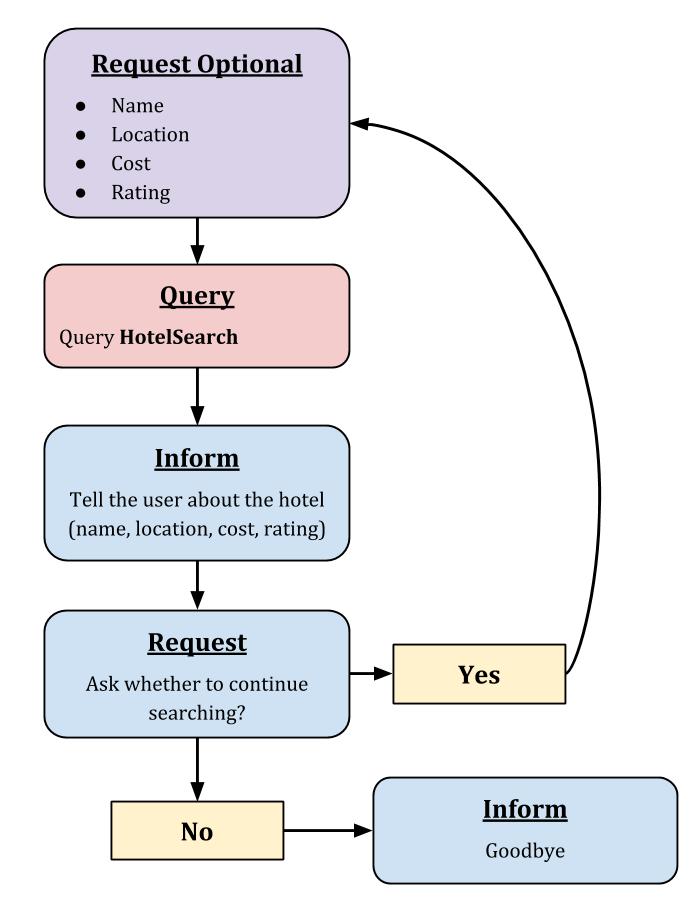 Request Optional
● Name
● Location
● Cost
● Rating
Query
Query HotelSearch
Inform
Tell the user about the hotel
(name, location, cost, rating)
Request
Ask whether to continue
searching?
Yes
No
Inform
Goodbye